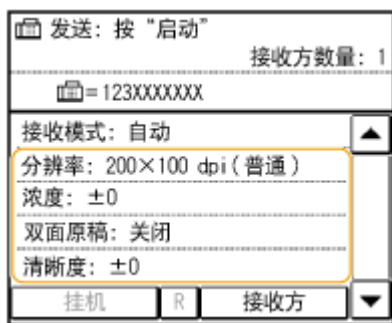 发送：按“启动”
接收方数量：1
=123XXXXXXX
接收模式：自动
分辨率：200×100 dpi(普通)
浓度：±0
双面原稿：关闭
清晰度：±0
挂机 R 接收方